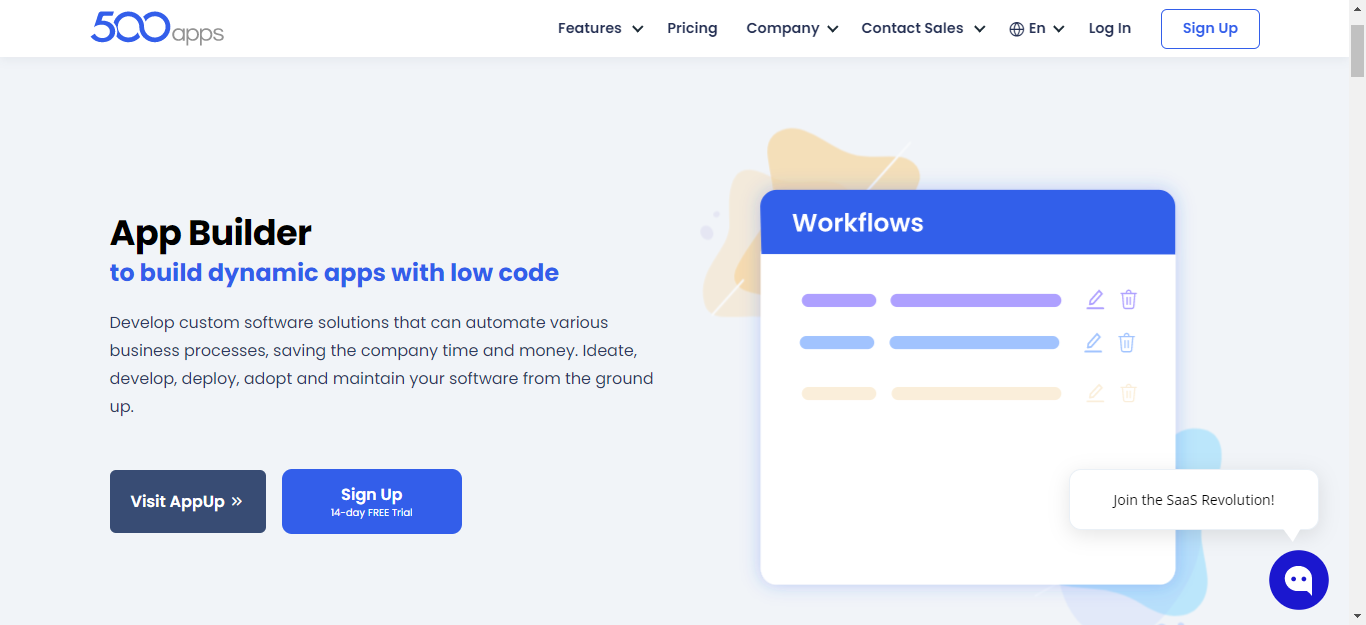 500apps
Features
Pricing
Company
Contact Sales
En
Log In
Sign Up
App Builder
to build dynamic apps with low code
Develop custom software solutions that can automate various
business processes, saving the company time and money. Ideate,
develop, deploy, adopt and maintain your software from the ground
up.
Visit AppUp »
Sign Up
14-day FREE Trial
Workflows
Join the SaaS Revolution!